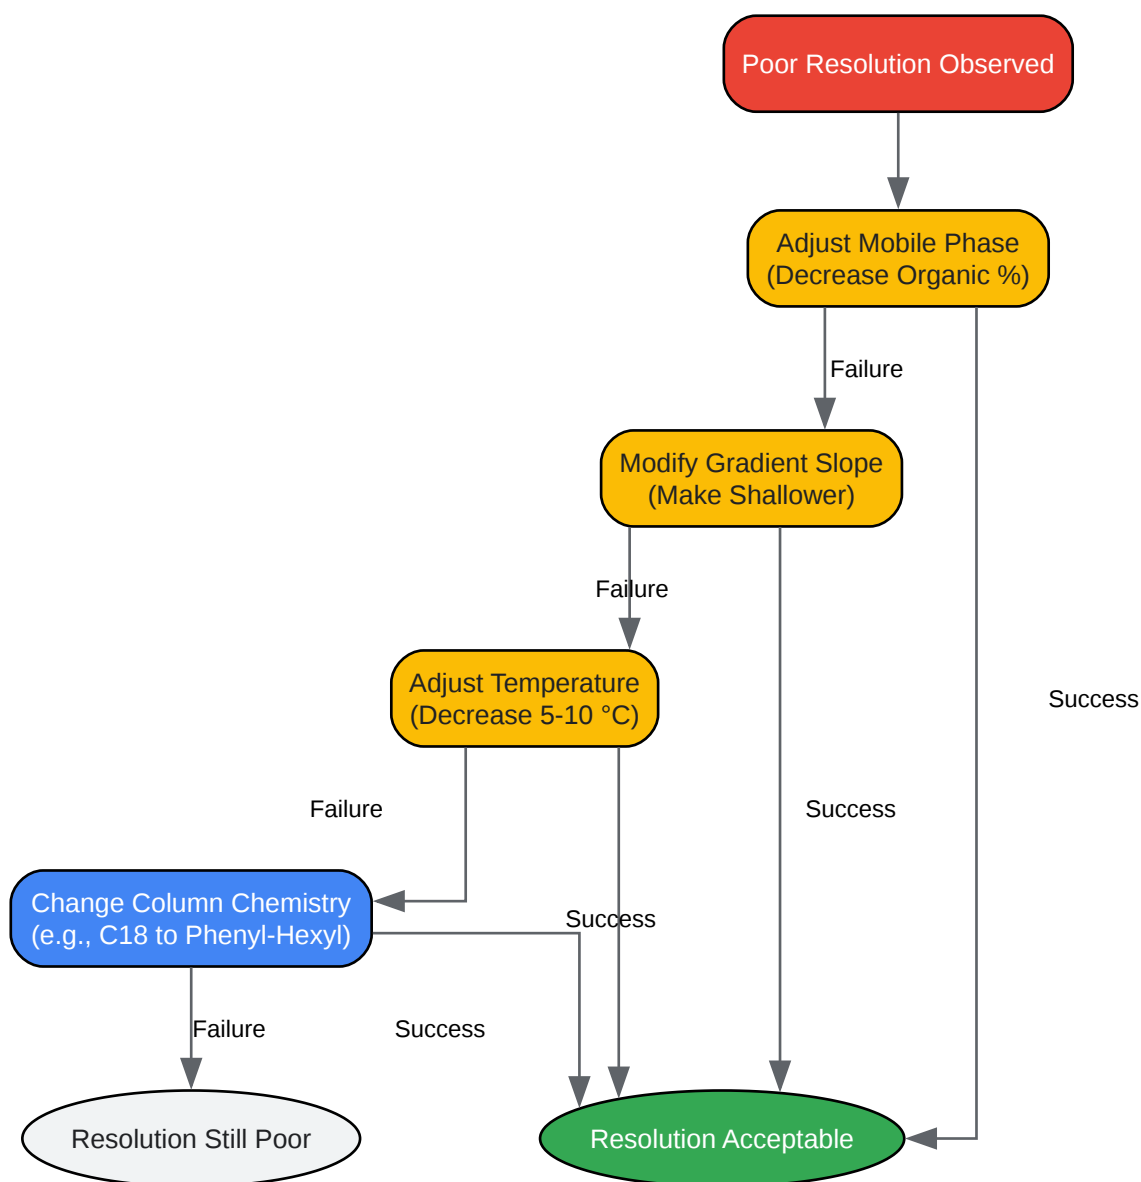 Poor Resolution Observed
Adjust Mobile Phase
(Decrease Organic %)
Failure
Modify Gradient Slope
(Make Shallower)
Failure
Adjust Temperature
(Decrease 5-10 °C)
Success
Failure
Success
Change Column Chemistry
(e.g., C18 to Phenyl-Hexyl)
Success
Failure
Success
Resolution Still Poor
Resolution Acceptable